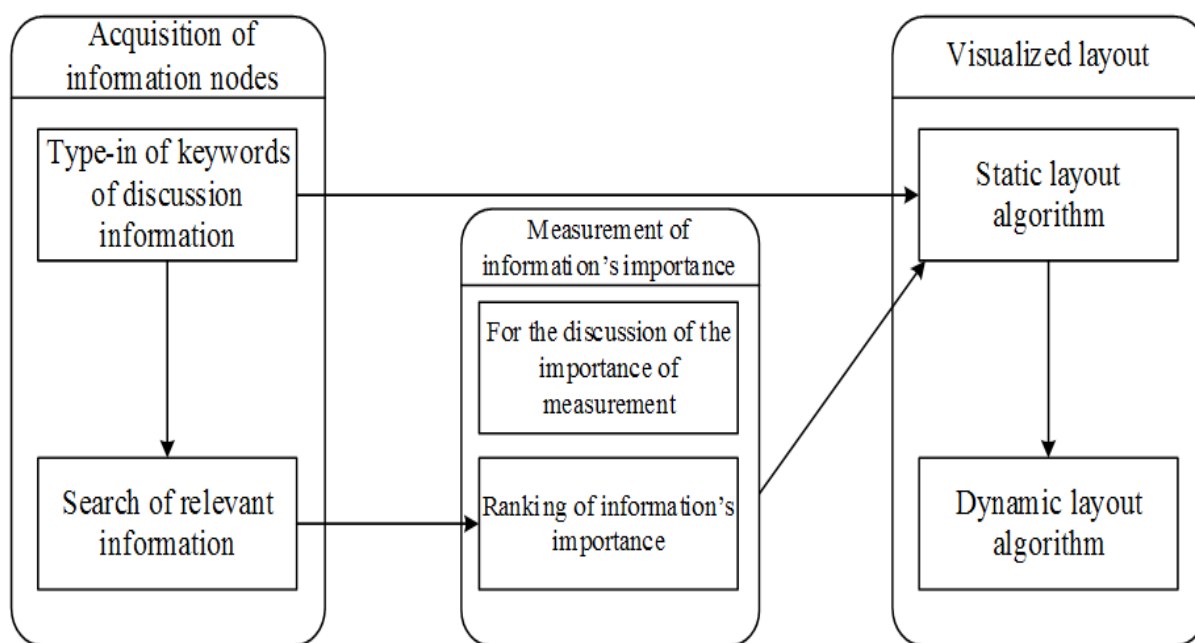 Acquisition of
information nodes
Type-in of keywords
of discussion
information
Search of relevant
information
Measurement of
information's importance
For the discussion of the
importance of
measurement
Ranking of information's
importance
Visualized layout
Static layout
algorithm
Dynamic layout
algorithm